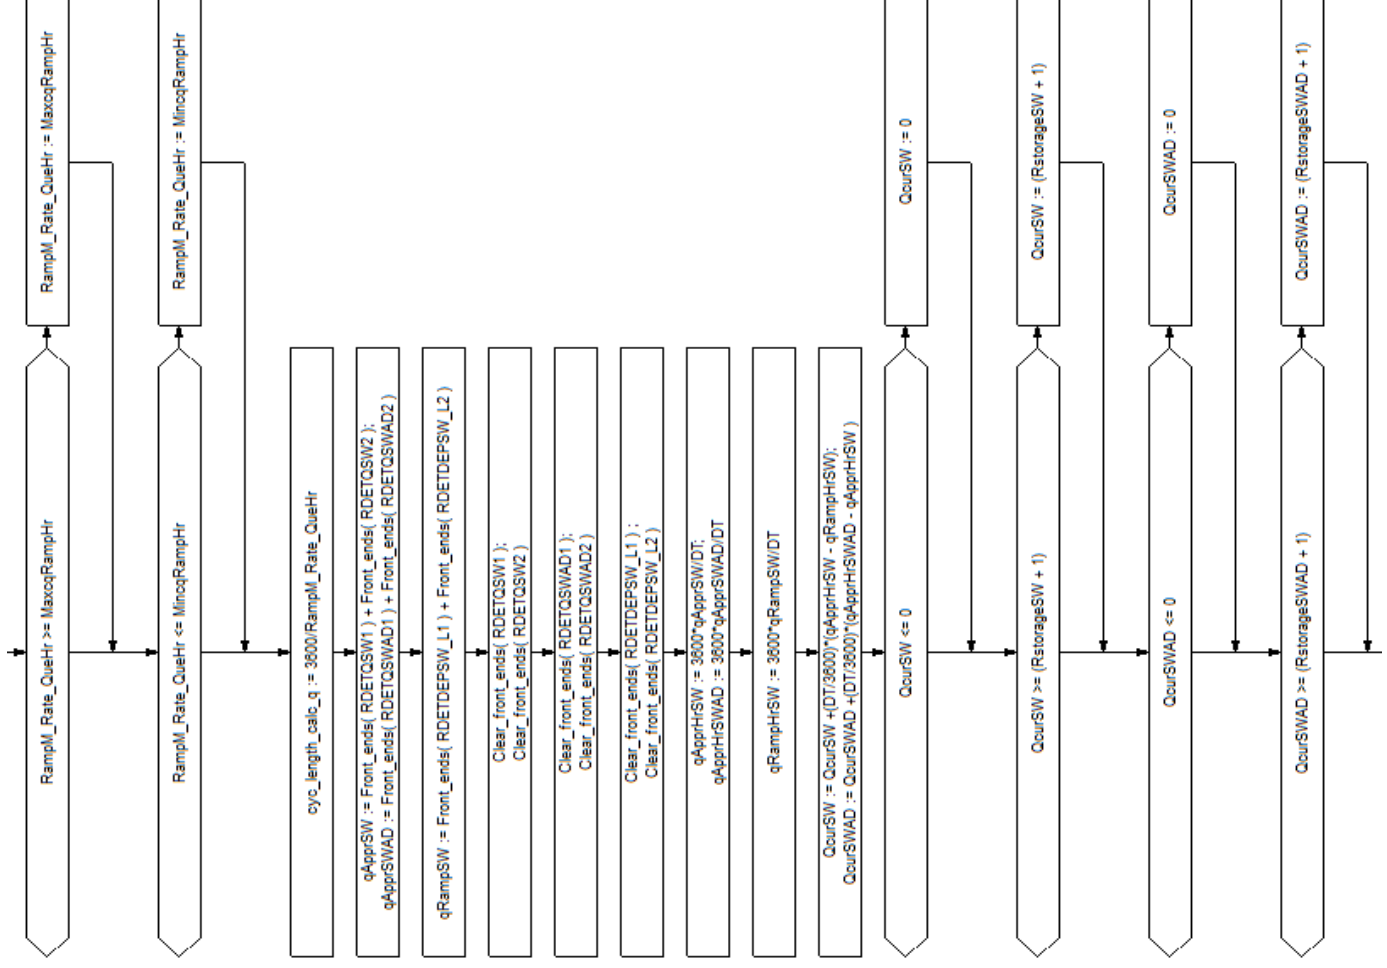 RampM_Rate_QueHr >= MaxcqRampHr
RampM_Rate_QueHr := MaxcqRampHr
RampM_Rate_QueHr <= MincqRampHr
RampM_Rate_QueHr := MincqRampHr
cyc_length_calc_q := 3600/RampM_Rate_QueHr
qApprSW := Front_ends( RDETQSW1 ) + Front_ends( RDETQSW2 );
qApprSWAD := Front_ends( RDETQSWAD1 ) + Front_ends( RDETQSWAD2 )
qRampSW := Front_ends( RDETDEPSW_L1 ) + Front_ends( RDETDEPSW_L2 )
Clear_front_ends( RDETQSW1 );
Clear_front_ends( RDETQSW2 )
Clear_front_ends( RDETQSWAD1 );
Clear_front_ends( RDETQSWAD2 )
Clear_front_ends( RDETDEPSW_L1 ) ;
Clear_front_ends( RDETDEPSW_L2 )
qApprHrSW := 3600*qApprSW/DT;
qApprHrSWAD := 3600*qApprSWAD/DT
qRampHrSW := 3600*qRampSW/DT
QcurSW := QcurSW +(DT/3600)*(qApprHrSW - qRampHrSW);
QcurSWAD := QcurSWAD +(DT/3600)*(qApprHrSWAD - qApprHrSW )
QcurSW <= 0
QcurSW := 0
QcurSW >= (RstorageSW + 1)
QcurSW := (RstorageSW + 1)
QcurSWAD <= 0
QcurSWAD := 0
QcurSWAD >= (RstorageSWAD + 1)
QcurSWAD := (RstorageSWAD + 1)